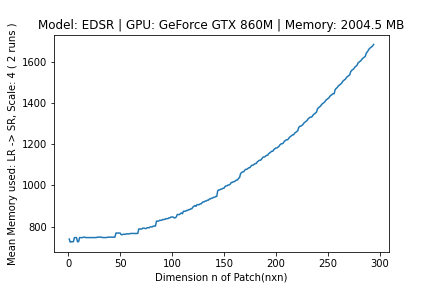 Model: EDSR | GPU: GeForce GTX 860M | Memory: 2004.5 MB
Mean Memory used: LR -> SR, Scale: 4 ( 2 runs )
1600
1400
1200
1000
800
0 50 100 150 200 250 300
Dimension n of Patch(nxn)